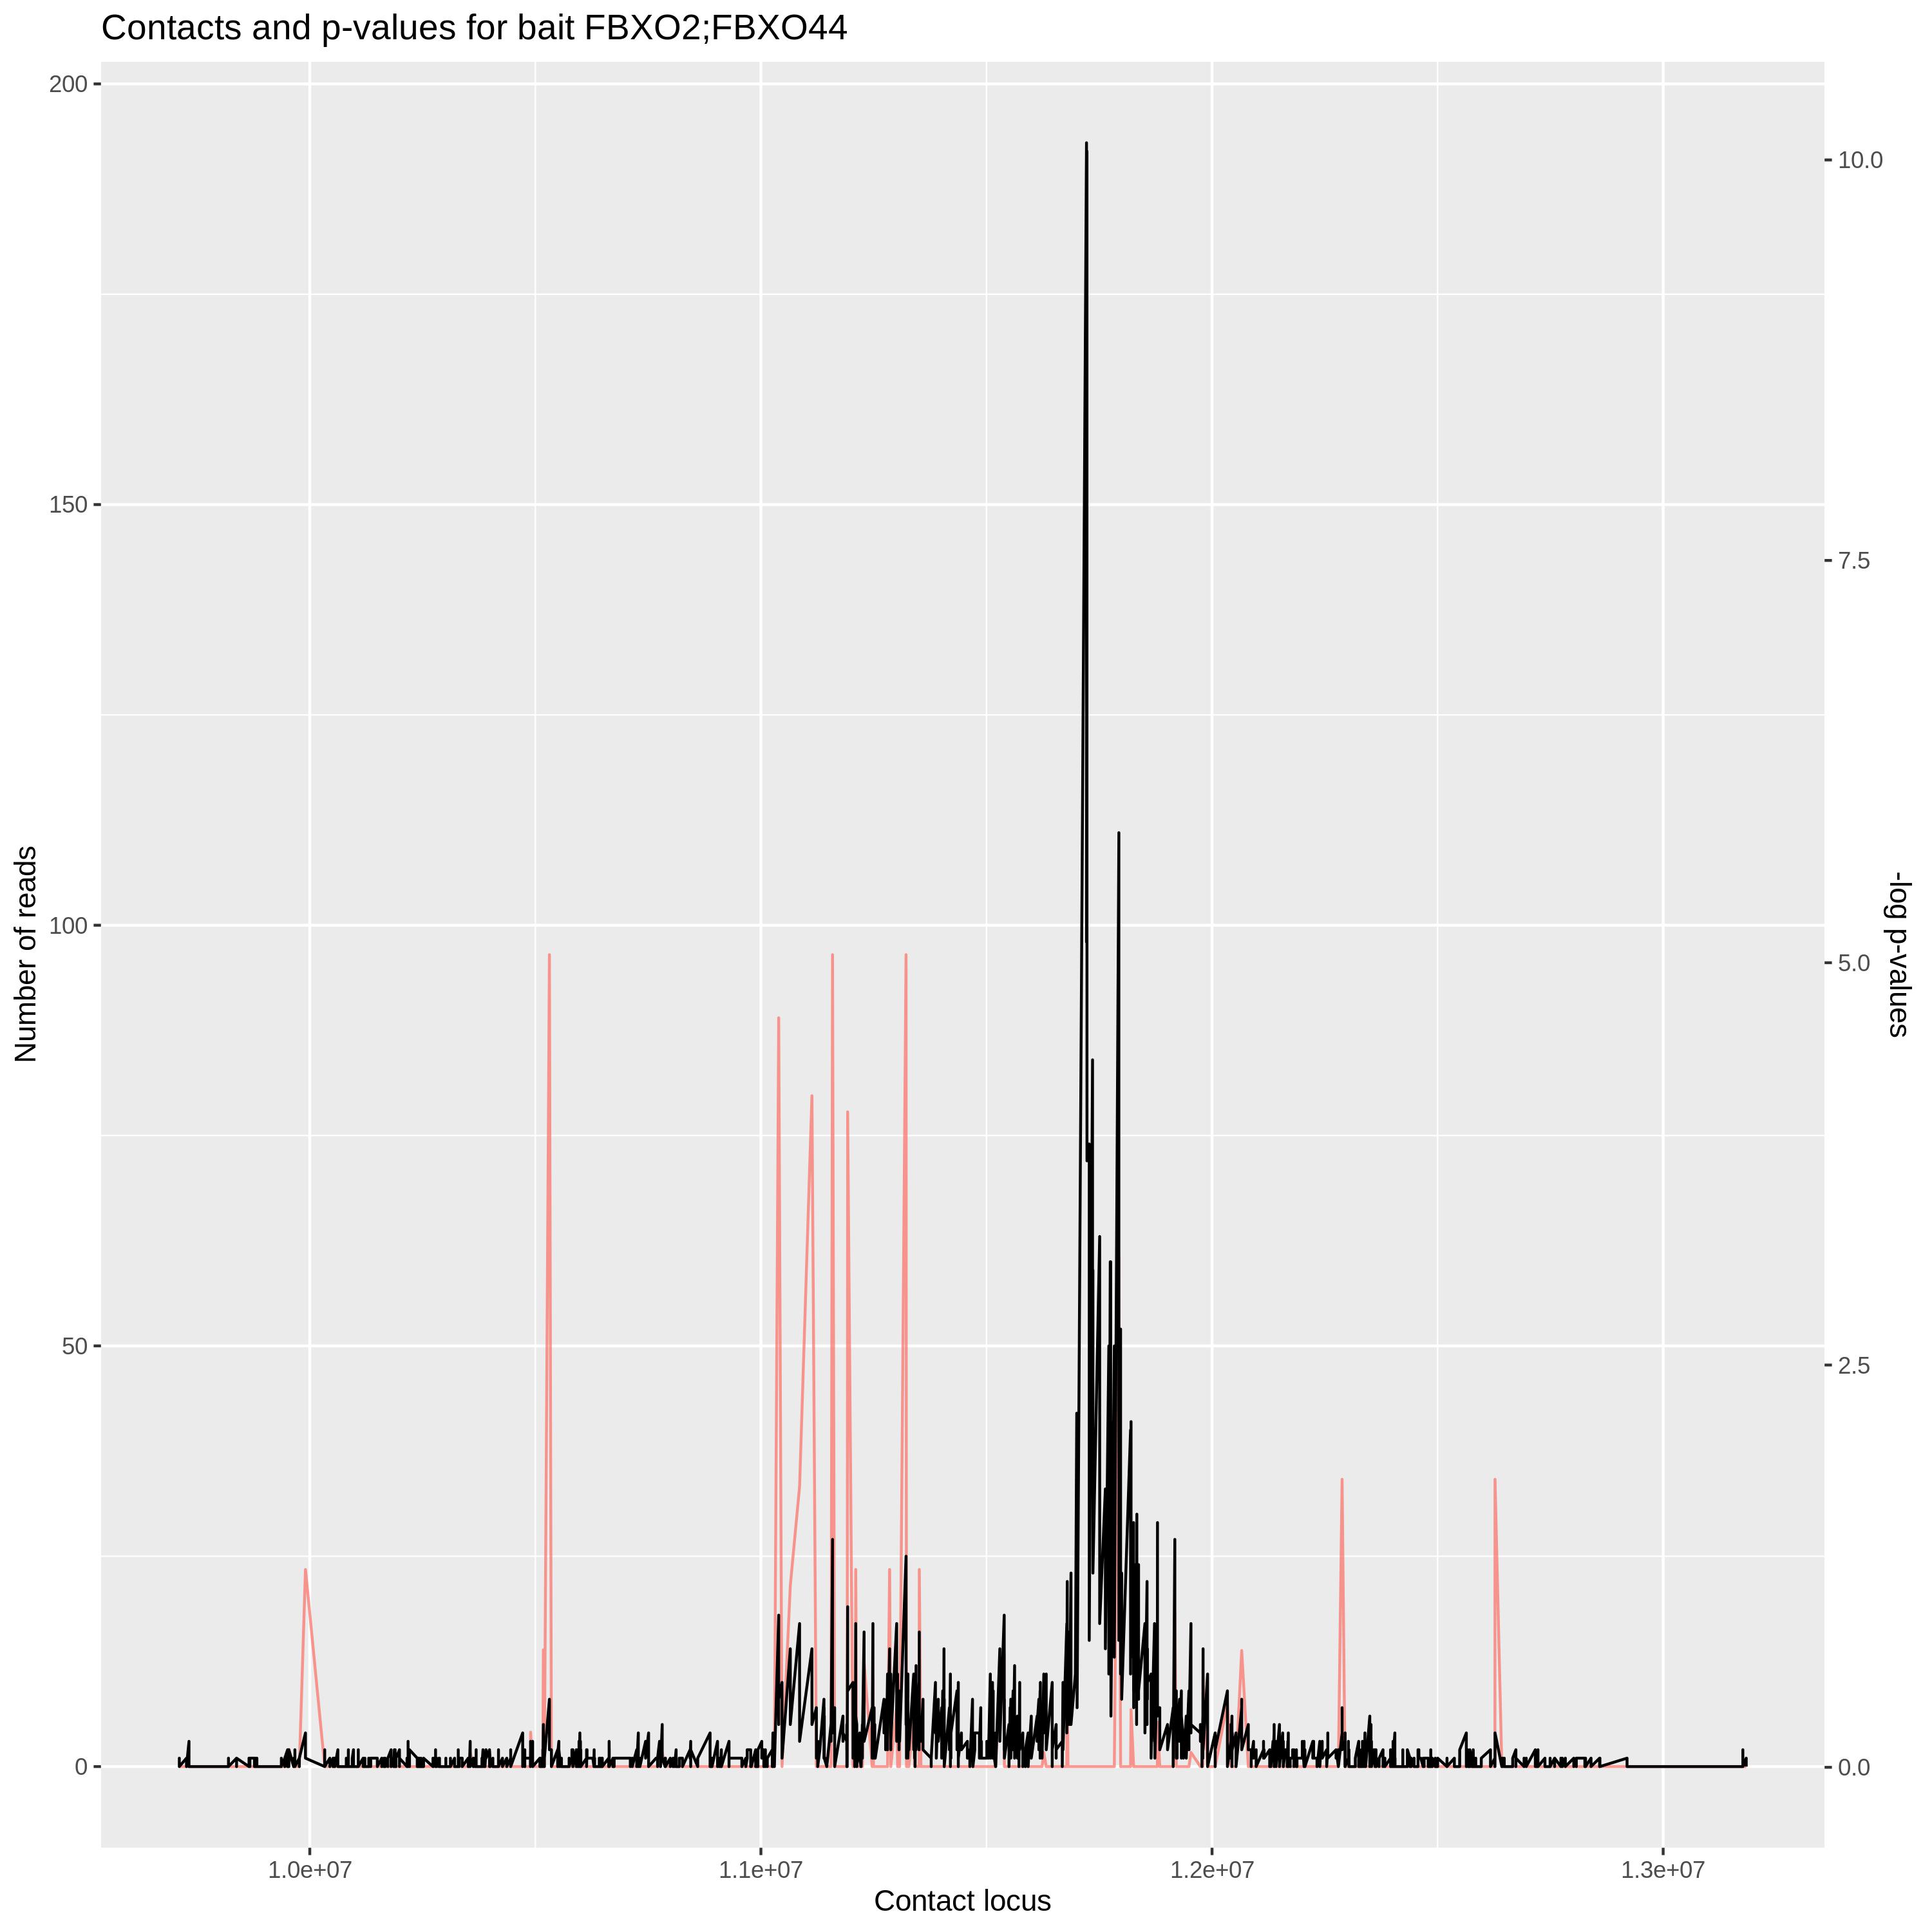 Contacts and p-values for bait FBXO2;FBXO44
200
150
100
50
0
Number of reads
10.0
7.5
5.0
2.5
0.0
-log p-values
1.0e+07 1.1e+07 1.2e+07 1.3e+07
Contact locus